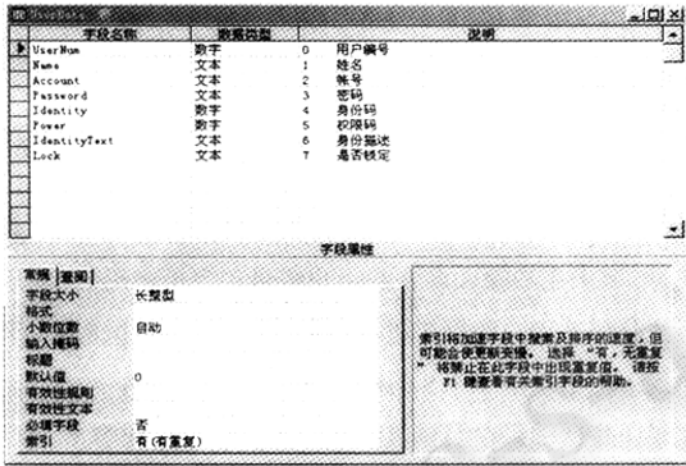 UserData 表
字段名称 数据类型 说明
UserNum 数字 0 用户编号
Name 文本 1 姓名
Account 文本 2 帐号
Password 文本 3 密码
Identity 数字 4 身份码
Power 数字 5 权限码
IdentityText 文本 6 身份描述
Lock 文本 7 是否锁定
字段属性
常规 查阅
字段大小 长整型
格式
小数位数 自动
输入掩码
标题
默认值 0
有效性规则
有效性文本
必填字段 否
索引 有(有重复)
索引将加速字段中搜索及排序的速度，但
可能会使更新变慢。 选择 “有，无重复
” 将禁止在此字段中出现重复值。 请按
F1 键查看有关索引字段的帮助。